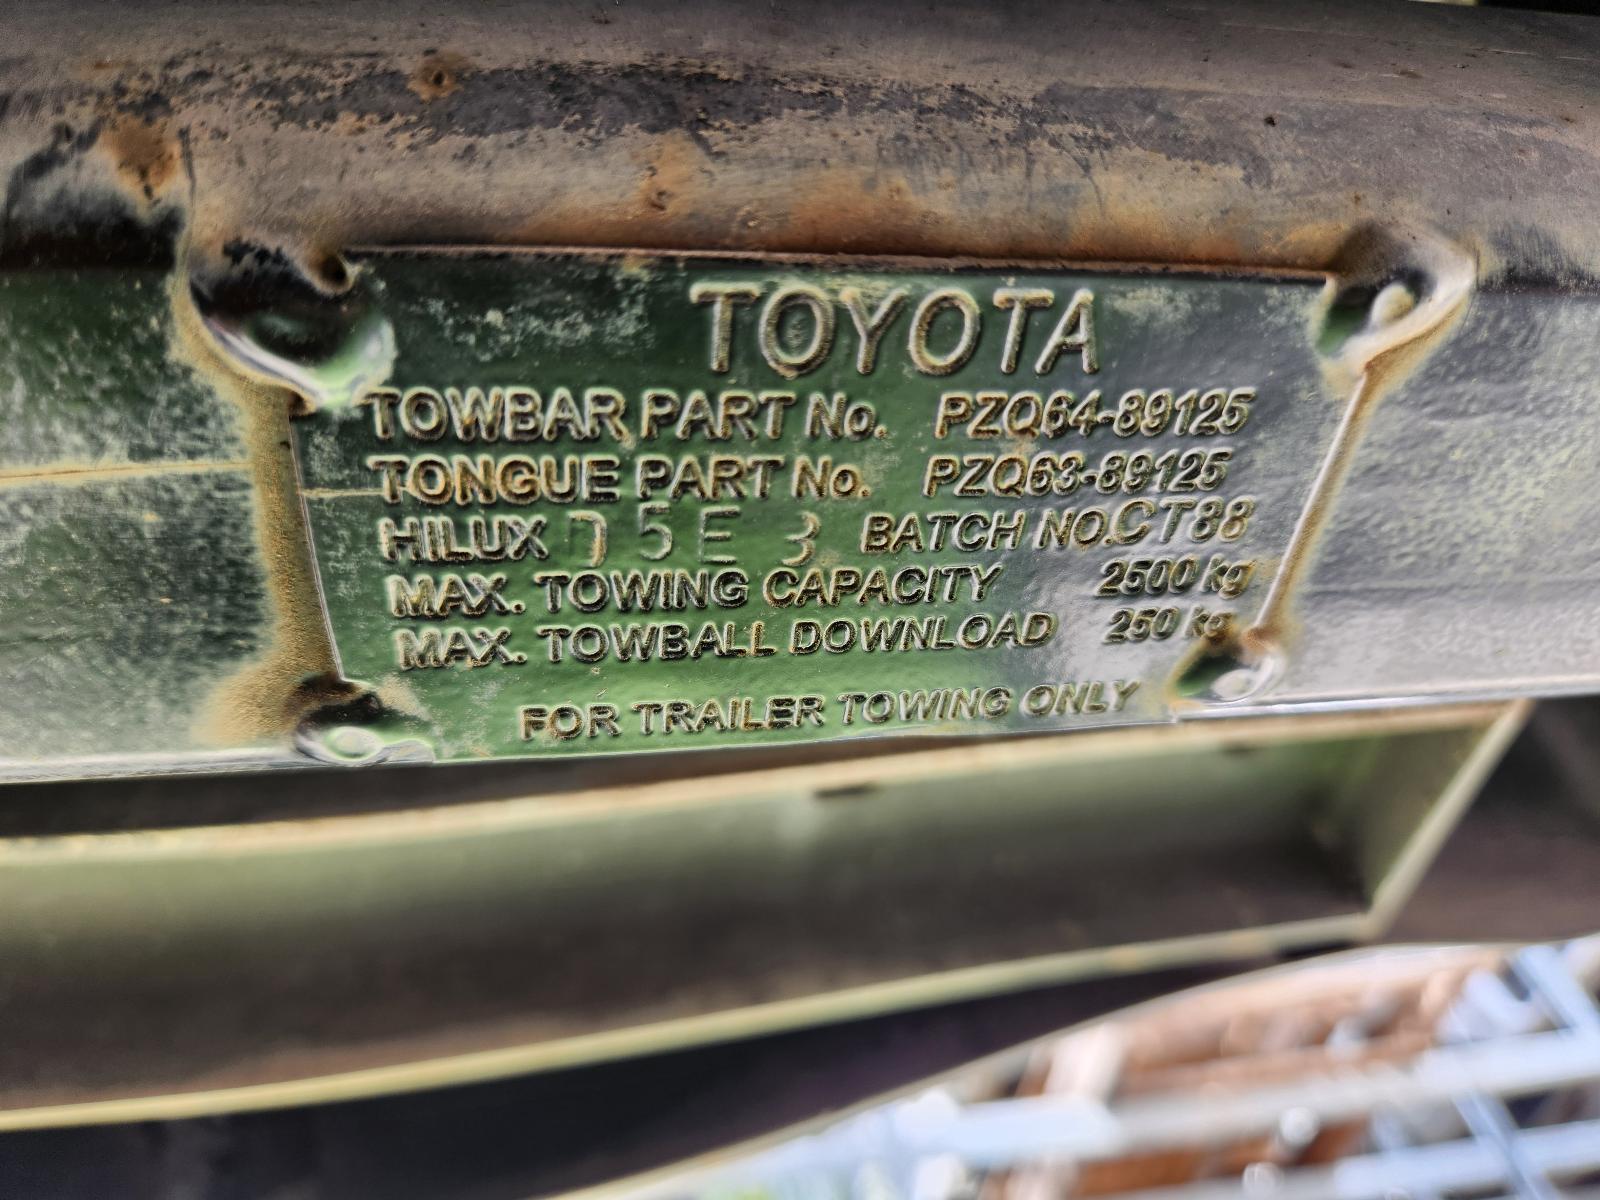 TOYOTA
TOWBAR PART No. PZQ64-89125
TONGUE PART No. PZQ63-89125
HILUX D5E3 BATCH NO.CT88
MAX. TOWING CAPACITY 2500 kg
MAX. TOWBALL DOWNLOAD 250 kg
FOR TRAILER TOWING ONLY